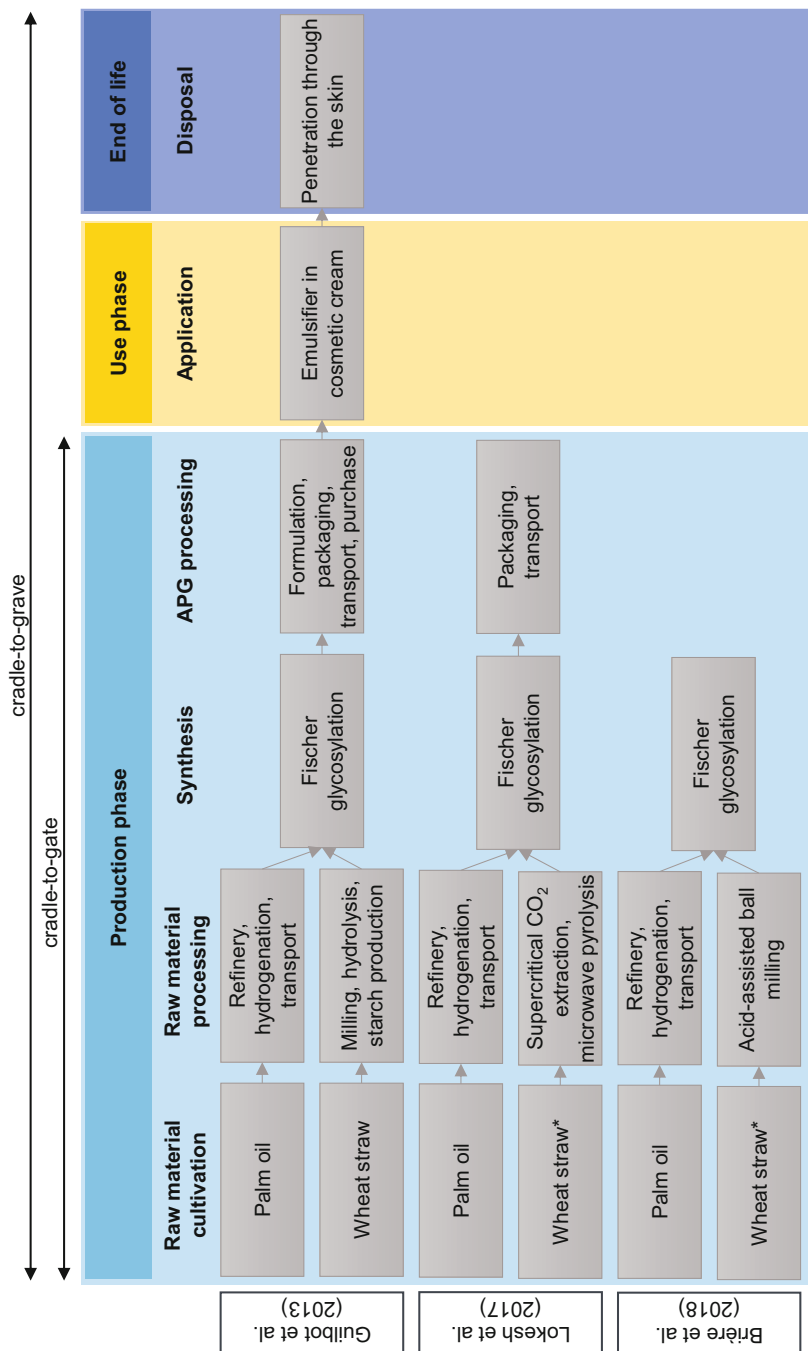 cradle-to-grave
cradle-to-gate
Production phase
Use phase
End of life
Raw material
cultivation
Raw material
processing
Synthesis
APG processing
Application
Disposal
Guilbot et al.
(2013)
Palm oil
Refinery,
hydrogenation,
transport
Wheat straw
Milling, hydrolysis,
starch production
Fischer
glycosylation
Formulation,
packaging,
transport, purchase
Emulsifier in
cosmetic cream
Penetration through
the skin
Lokesh et al.
(2017)
Palm oil
Refinery,
hydrogenation,
transport
Wheat straw*
Supercritical CO₂
extraction,
microwave pyrolysis
Fischer
glycosylation
Packaging,
transport
Brière et al.
(2018)
Palm oil
Refinery,
hydrogenation,
transport
Wheat straw*
Acid-assisted ball
milling
Fischer
glycosylation